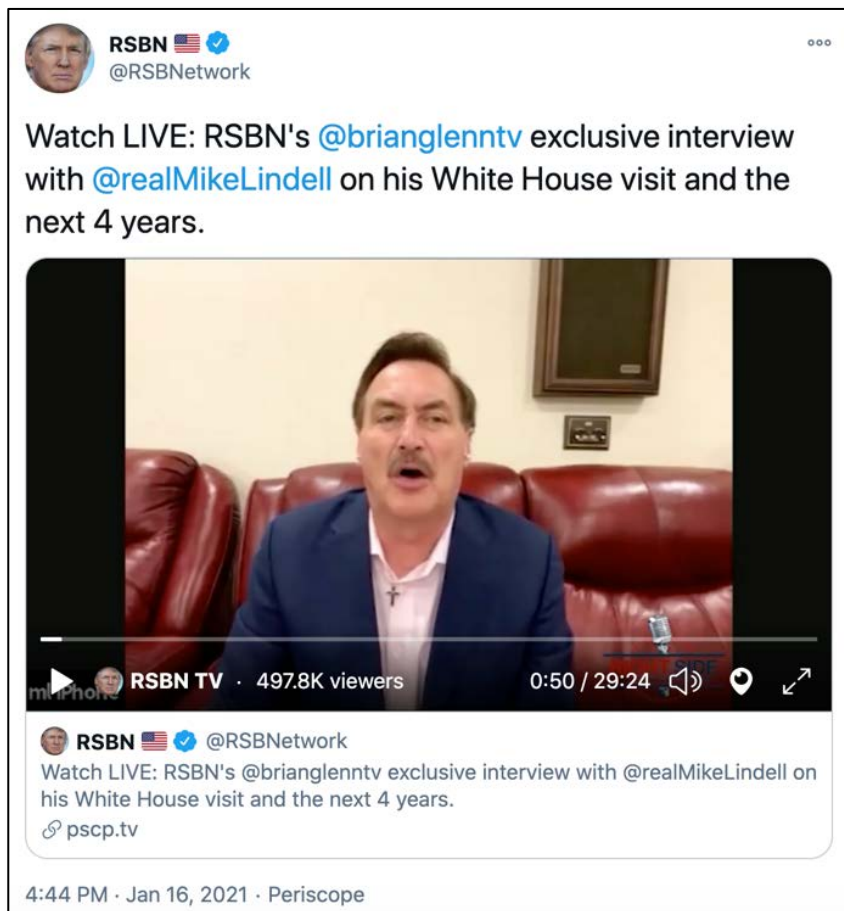 RSBN
@RSBNetwork
Watch LIVE: RSBN's @brianglenntv exclusive interview
with @realMikeLindell on his White House visit and the
next 4 years.
RIGHT SIDE
RSBN TV · 497.8K viewers
0:50 / 29:24
RSBN @RSBNetwork
Watch LIVE: RSBN's @brianglenntv exclusive interview with @realMikeLindell on
his White House visit and the next 4 years.
pscp.tv
4:44 PM · Jan 16, 2021 · Periscope